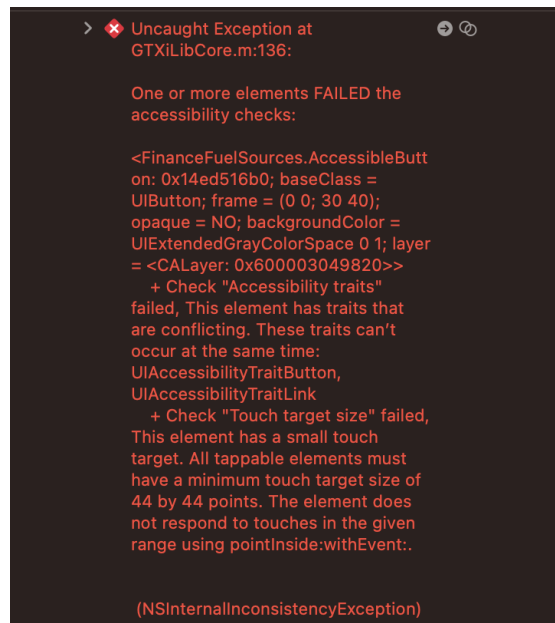 Uncaught Exception at
GTXiLibCore.m:136:
One or more elements FAILED the
accessibility checks:
<FinanceFuelSources.AccessibleButt
on: 0x14ed516b0; baseClass =
UIButton; frame = (0 0; 30 40);
opaque = NO; backgroundColor =
UIExtendedGrayColorSpace 0 1; layer
= <CALayer: 0x600003049820>>
+ Check "Accessibility traits"
failed, This element has traits that
are conflicting. These traits can’t
occur at the same time:
UIAccessibilityTraitButton,
UIAccessibilityTraitLink
+ Check "Touch target size" failed,
This element has a small touch
target. All tappable elements must
have a minimum touch target size of
44 by 44 points. The element does
not respond to touches in the given
range using pointInside:withEvent:.
(NSInternalInconsistencyException)